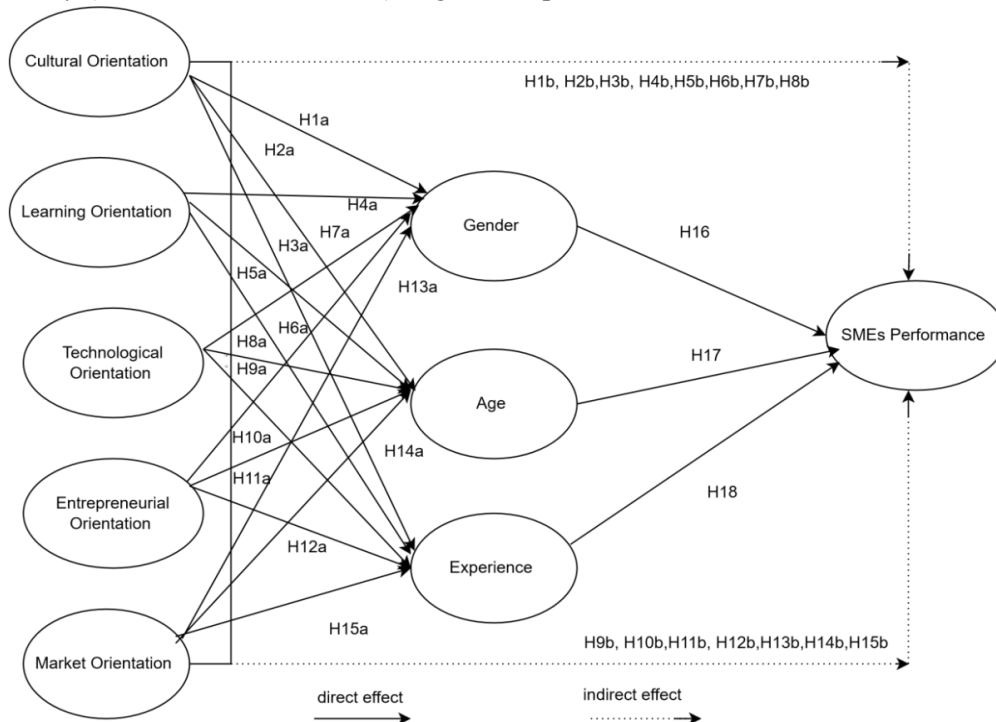 Cultural Orientation
H1b, H2b,H3b, H4b,H5b,H6b,H7b,H8b
H1a
H2a
Learning Orientation
H4a
Gender
H7a
H16
H3a
H5a
H13a
H6a
SMEs Performance
Technological
Orientation
H8a
H9a
H17
Age
H10a
H14a
H11a
H18
Entrepreneurial
Orientation
H12a
Experience
H15a
H9b, H10b,H11b, H12b,H13b,H14b,H15b
Market Orientation
direct effect
indirect effect